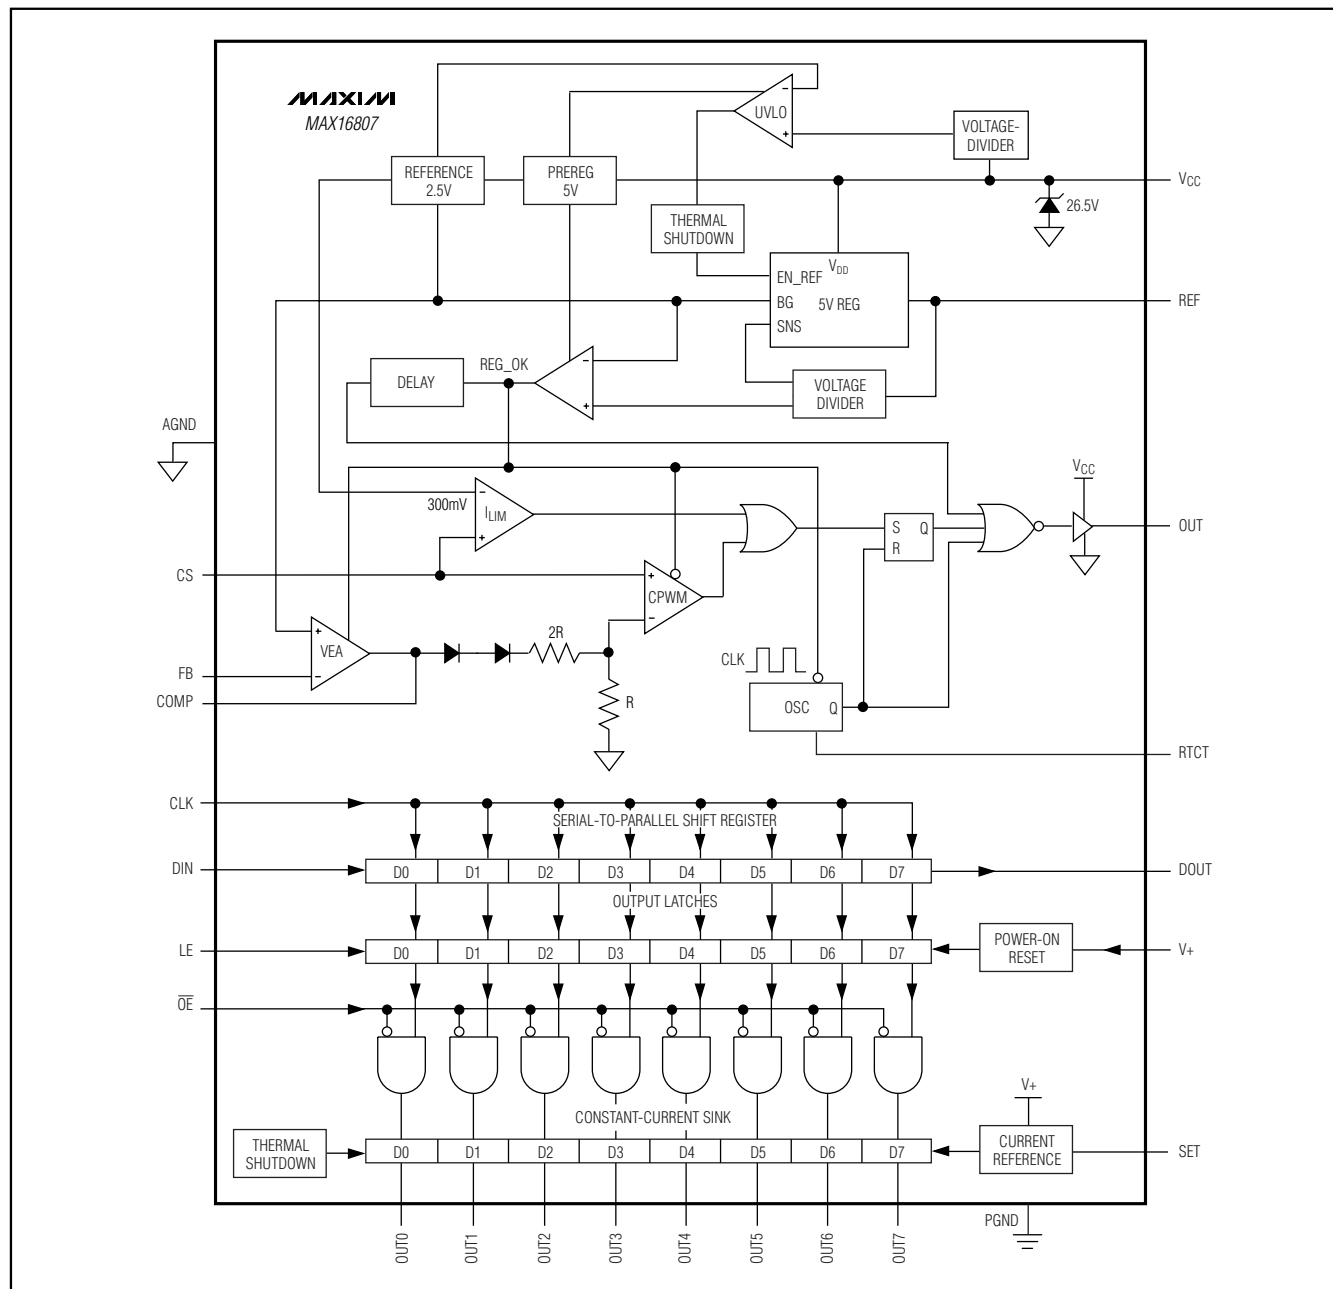 MAXIM
MAX16807
UVLO
−
+
VOLTAGE-
DIVIDER
REFERENCE
2.5V
PREREG
5V
VCC
26.5V
THERMAL
SHUTDOWN
VDD
EN_REF
BG
5V REG
SNS
REF
REG_OK
−
+
DELAY
VOLTAGE
DIVIDER
AGND
VCC
300mV
−
ILIM
+
S Q
R
OUT
CS
+
CPWM
−
+
VEA
−
2R
R
FB
COMP
CLK
OSC Q
RTCT
CLK
SERIAL-TO-PARALLEL SHIFT REGISTER
DIN
D0 D1 D2 D3 D4 D5 D6 D7
DOUT
OUTPUT LATCHES
LE
D0 D1 D2 D3 D4 D5 D6 D7
POWER-ON
RESET
V+
OE
V+
CONSTANT-CURRENT SINK
THERMAL
SHUTDOWN
D0 D1 D2 D3 D4 D5 D6 D7
CURRENT
REFERENCE
SET
PGND
OUT0
OUT1
OUT2
OUT3
OUT4
OUT5
OUT6
OUT7